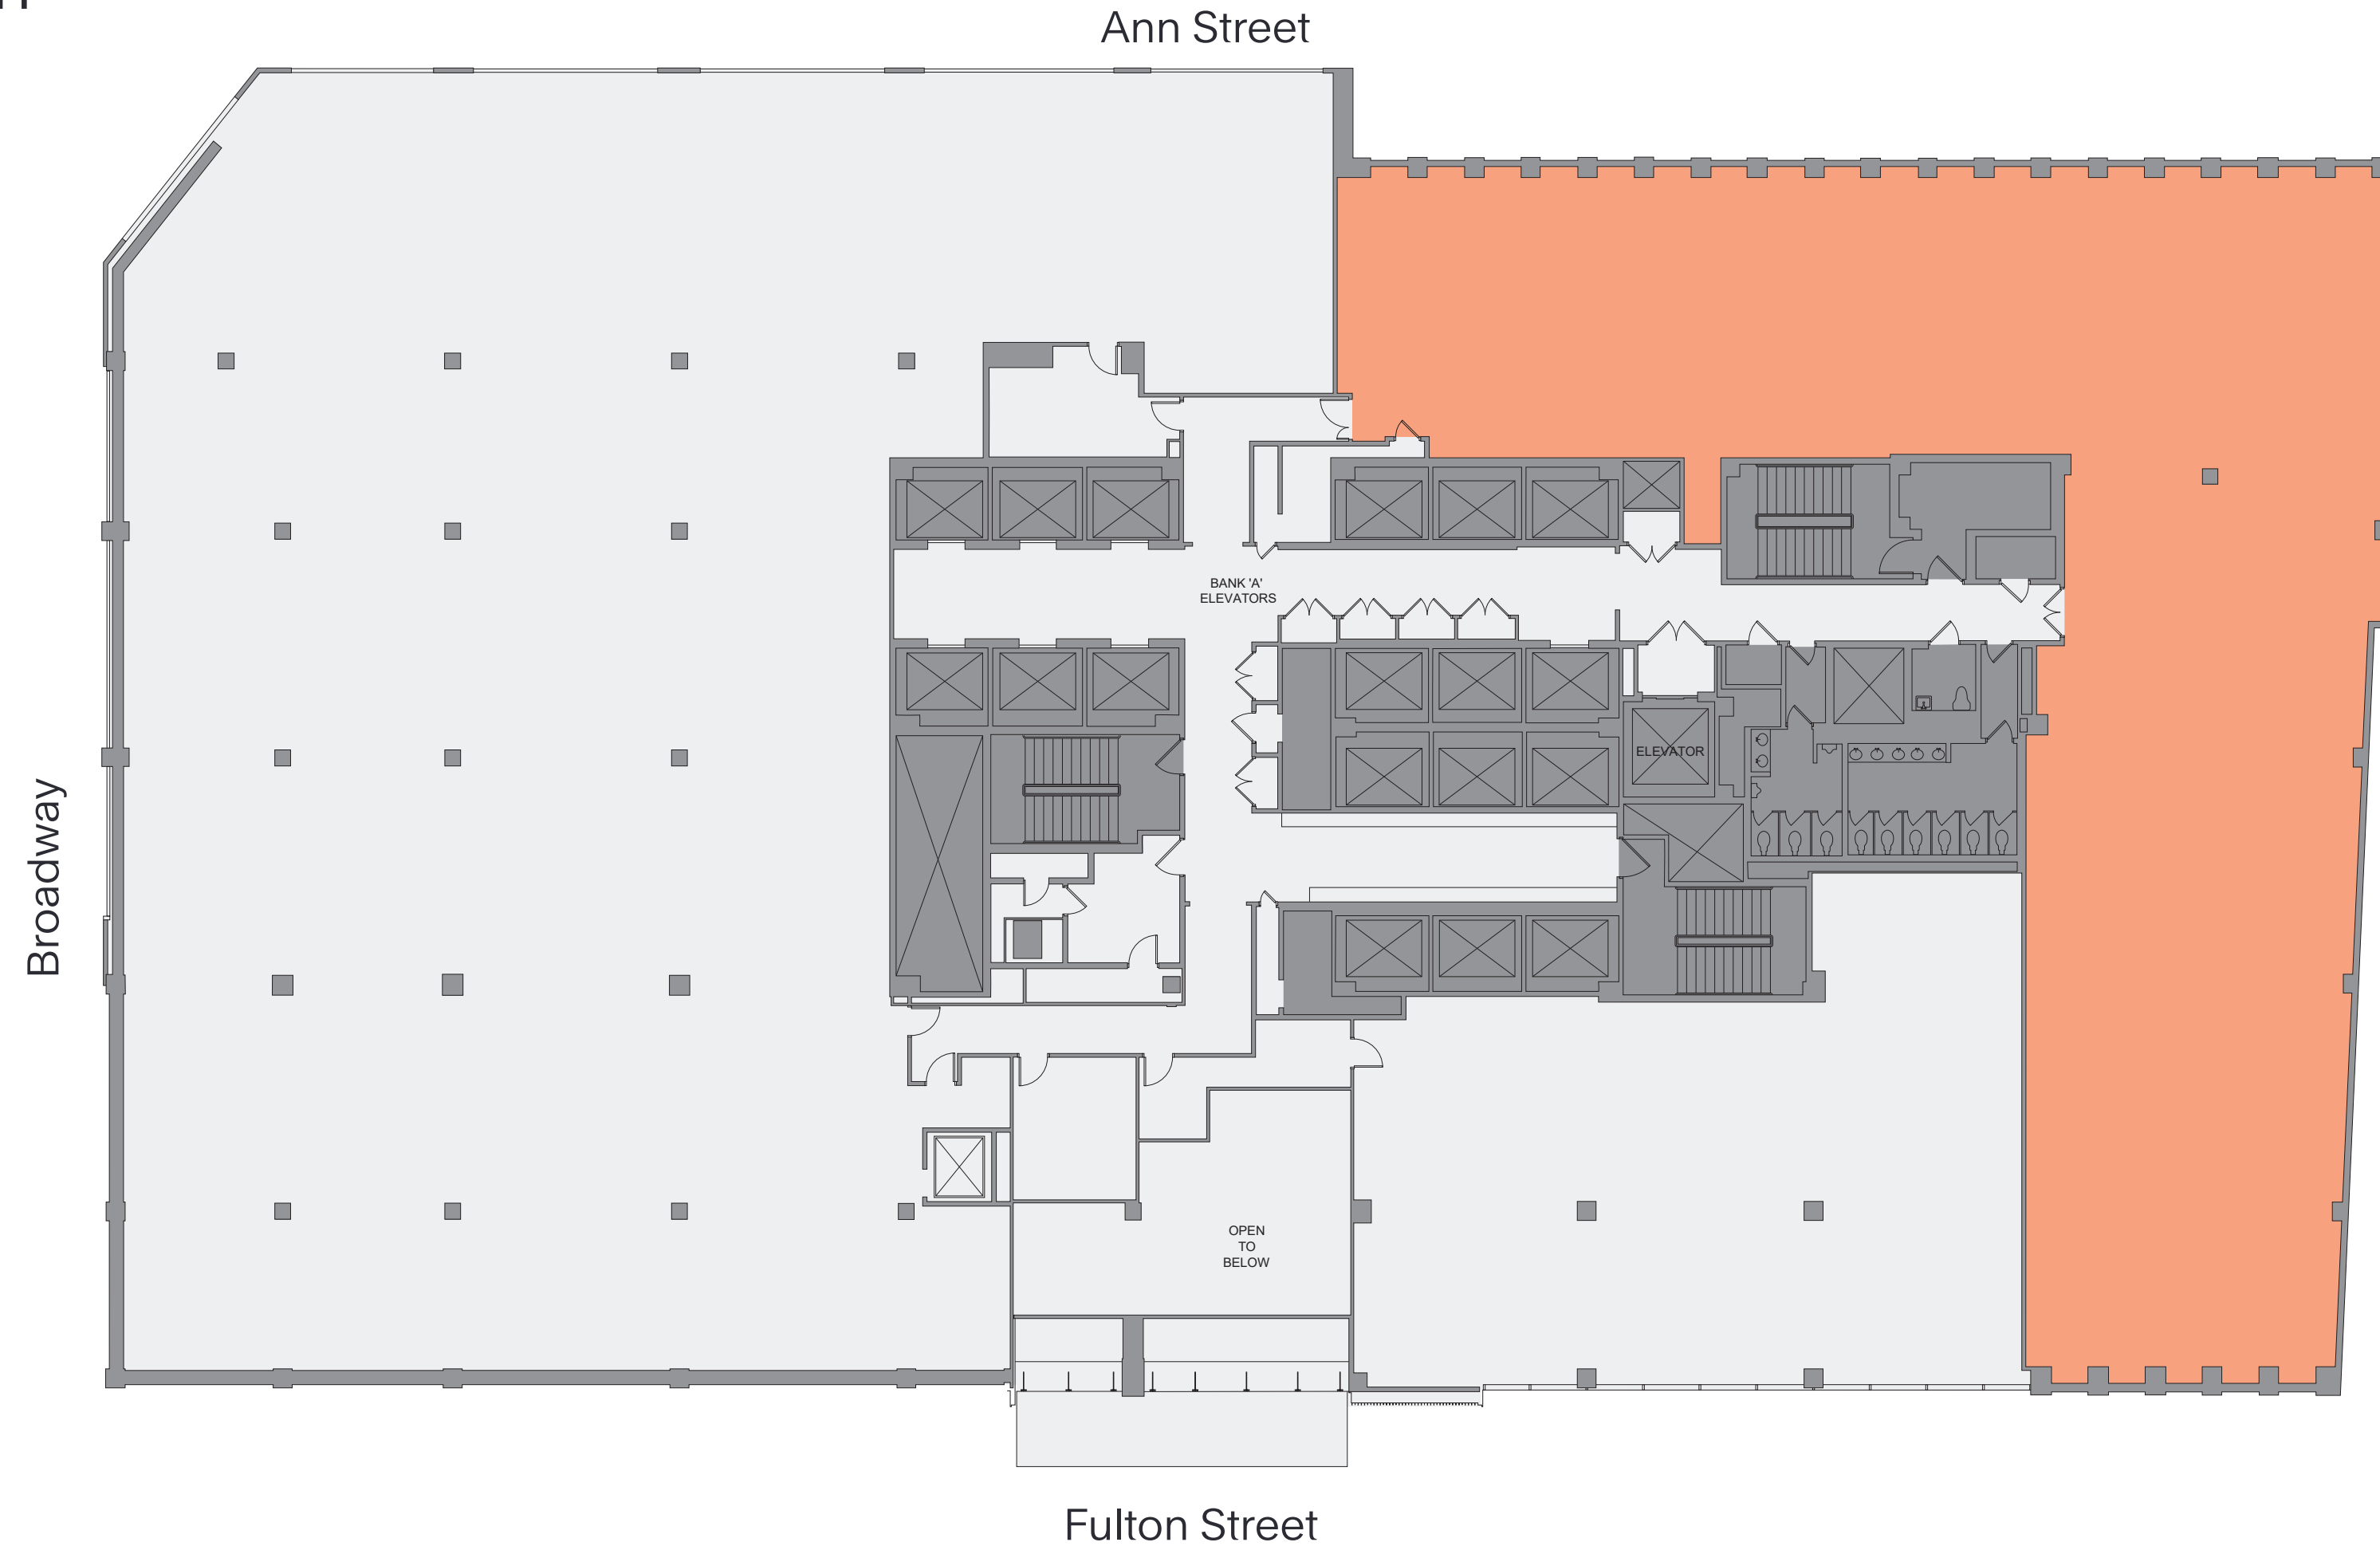 Ann Street
BANK 'A'
ELEVATORS
ELEVATOR
Broadway
OPEN
TO
BELOW
Fulton Street